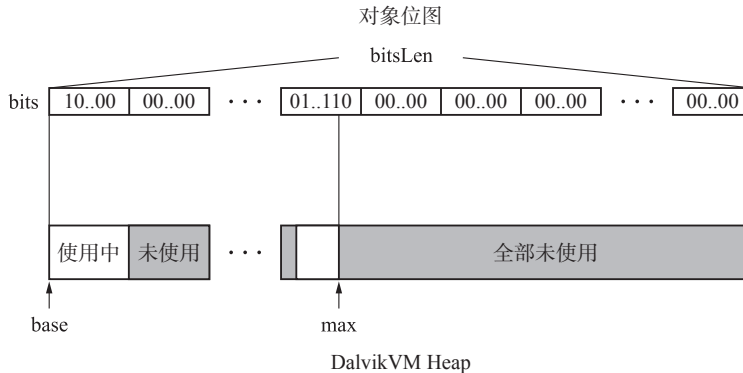 对象位图
bitsLen
bits 10..00 00..00 ··· 01..110 00..00 00..00 00..00 ··· 00..00
使用中 未使用 ··· 全部未使用
base max
DalvikVM Heap